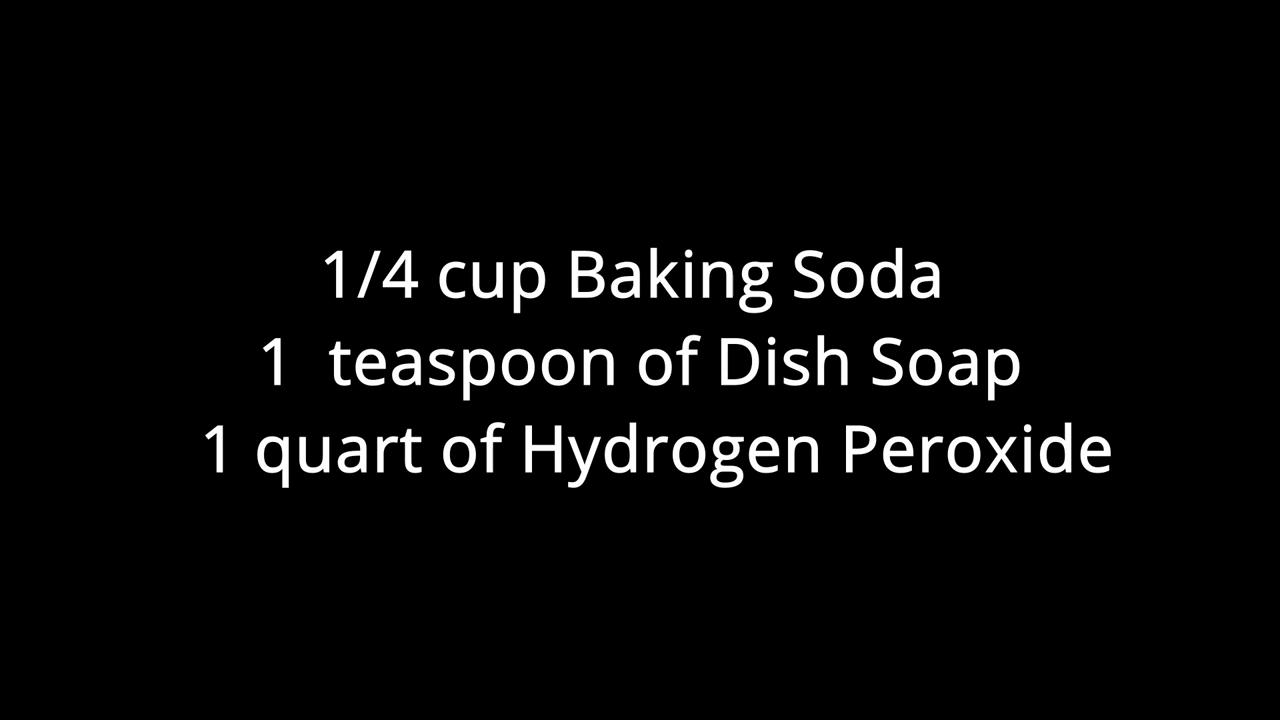 1/4 cup Baking Soda
1 teaspoon of Dish Soap
1 quart of Hydrogen Peroxide